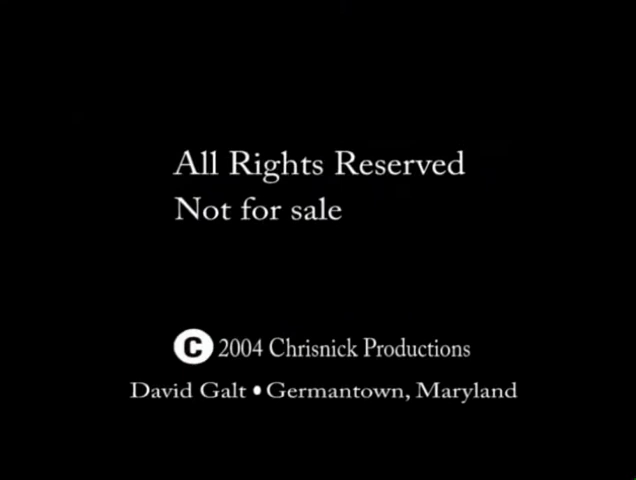 All Rights Reserved
Not for sale
© 2004 Chrisnick Productions
David Galt • Germantown, Maryland